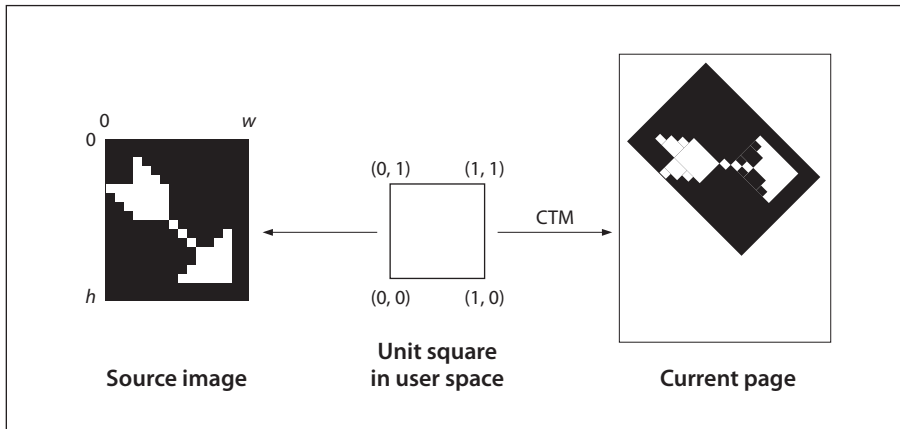 0 w
0
h
(0, 1) (1, 1)
CTM
(0, 0) (1, 0)
Source image
Unit square
in user space
Current page